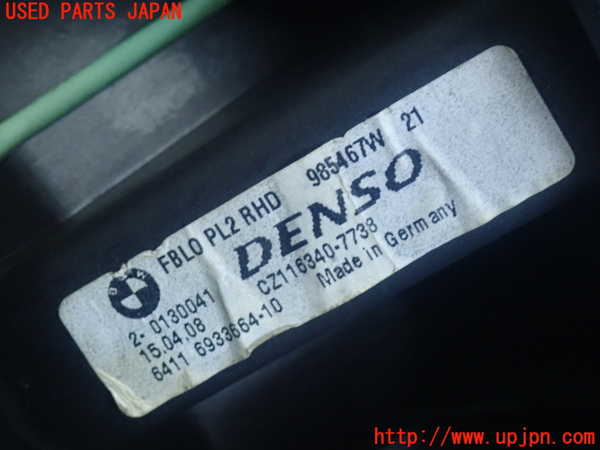 USED PARTS JAPAN
FBL0 PL2 RHD 985467W 21
DENSO
2- 0130041 CZ116340-7738
15.04.08 Made in Germany
6411 6933664-10
http://www.upjpn.com/